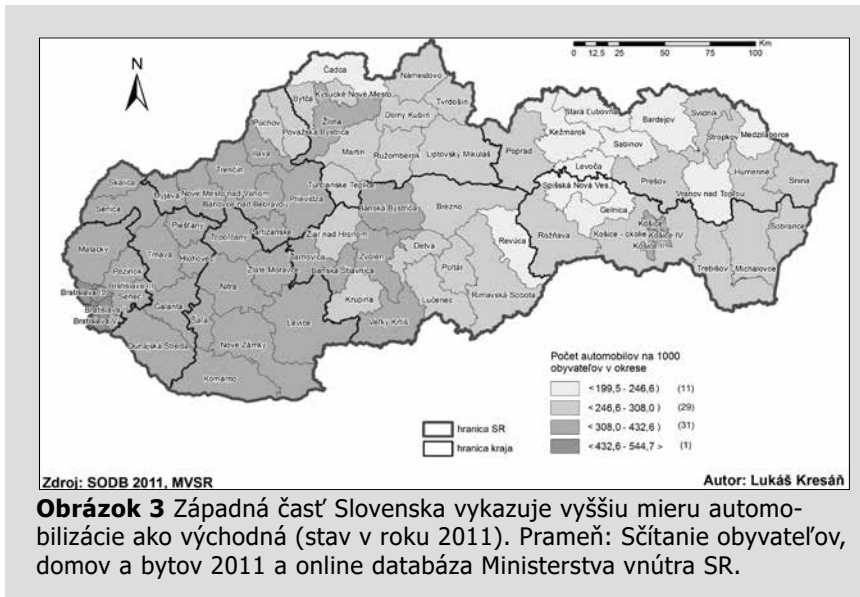 N
Km
0 12,5 25 50 75 100
Čadca
Námestovo
Kysucké Nové Mesto
Bytča
Tvrdošín
Dolný Kubín
Žilina
Púchov
Považská Bystrica
Stará Ľubovňa
Bardejov
Svidník
Kežmarok
Stropkov
Medzilaborce
Sabinov
Ilava
Martin
Ružomberok
Liptovský Mikuláš
Poprad
Levoča
Trenčín
Prešov
Humenné
Snina
Skalica
Turčianske Teplice
Spišská Nová Ves
Vranov nad Topľou
Myjava
Nové Mesto nad Váhom
Bánovce nad Bebravou
Prievidza
Senica
Banská Bystrica
Brezno
Gelnica
Košice
Sobrance
Piešťany
Topoľčany
Partizánske
Žiar nad Hronom
Revúca
Rožňava
Košice - okolie
Košice IV
Košice II
Malacky
Trnava
Hlohovec
Zlaté Moravce
Žarnovica
Zvolen
Detva
Banská Štiavnica
Poltár
Trebišov
Michalovce
Pezinok
Nitra
Bratislava III
Bratislava IV
Senec
Krupina
Lučenec
Rimavská Sobota
Bratislava V
Galanta
Šaľa
Levice
Veľký Krtíš
Dunajská Streda
Nové Zámky
Komárno
Počet automobilov na 1000
obyvateľov v okrese
<199,5 - 246,6) (11)
<246,6 - 308,0) (29)
<308,0 - 432,6) (31)
<432,6 - 544,7> (1)
hranica SR
hranica kraja
Zdroj: SODB 2011, MVSR Autor: Lukáš Kresáň
Obrázok 3 Západná časť Slovenska vykazuje vyššiu mieru automo-
bilizácie ako východná (stav v roku 2011). Prameň: Sčítanie obyvateľov,
domov a bytov 2011 a online databáza Ministerstva vnútra SR.